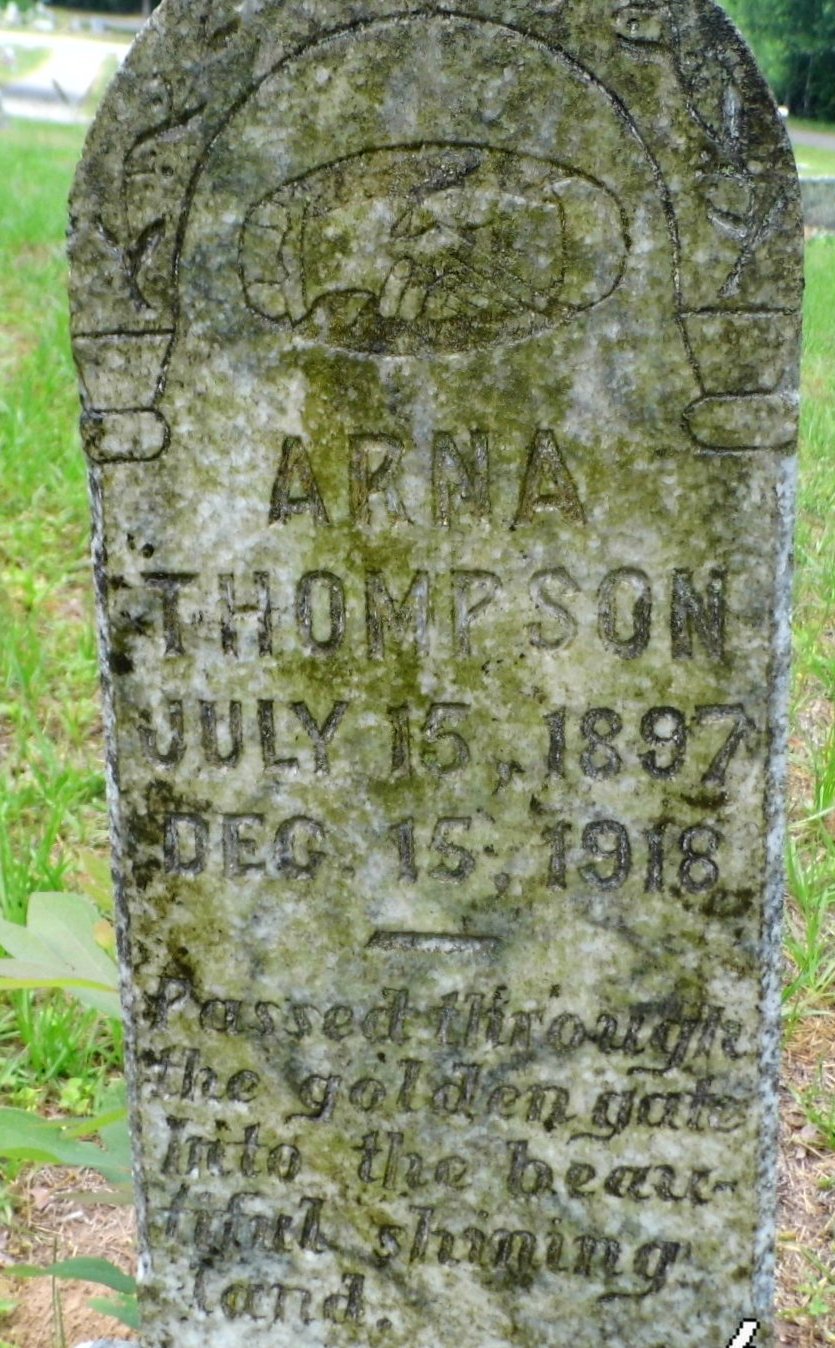 ARNA
THOMPSON
JULY 15, 1897
DEC. 15, 1918
Passed through
the golden gate
Into the beau-
tiful shining
land.